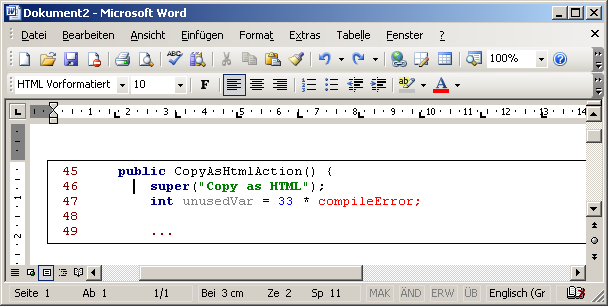 Dokument2 - Microsoft Word
Datei Bearbeiten Ansicht Einfügen Format Extras Tabelle Fenster ?
100%
HTML Vorformatiert 10 F
1 1 2 3 4 5 6 7 8 9 10 11 12 13 14
45 public CopyAsHtmlAction() {
46 super("Copy as HTML");
47 int unusedVar = 33 * compileError;
48
49 ...
1
2
Seite 1 Ab 1 1/1 Bei 3 cm Ze 2 Sp 11 MAK ÄND ERW ÜB Englisch (Gr